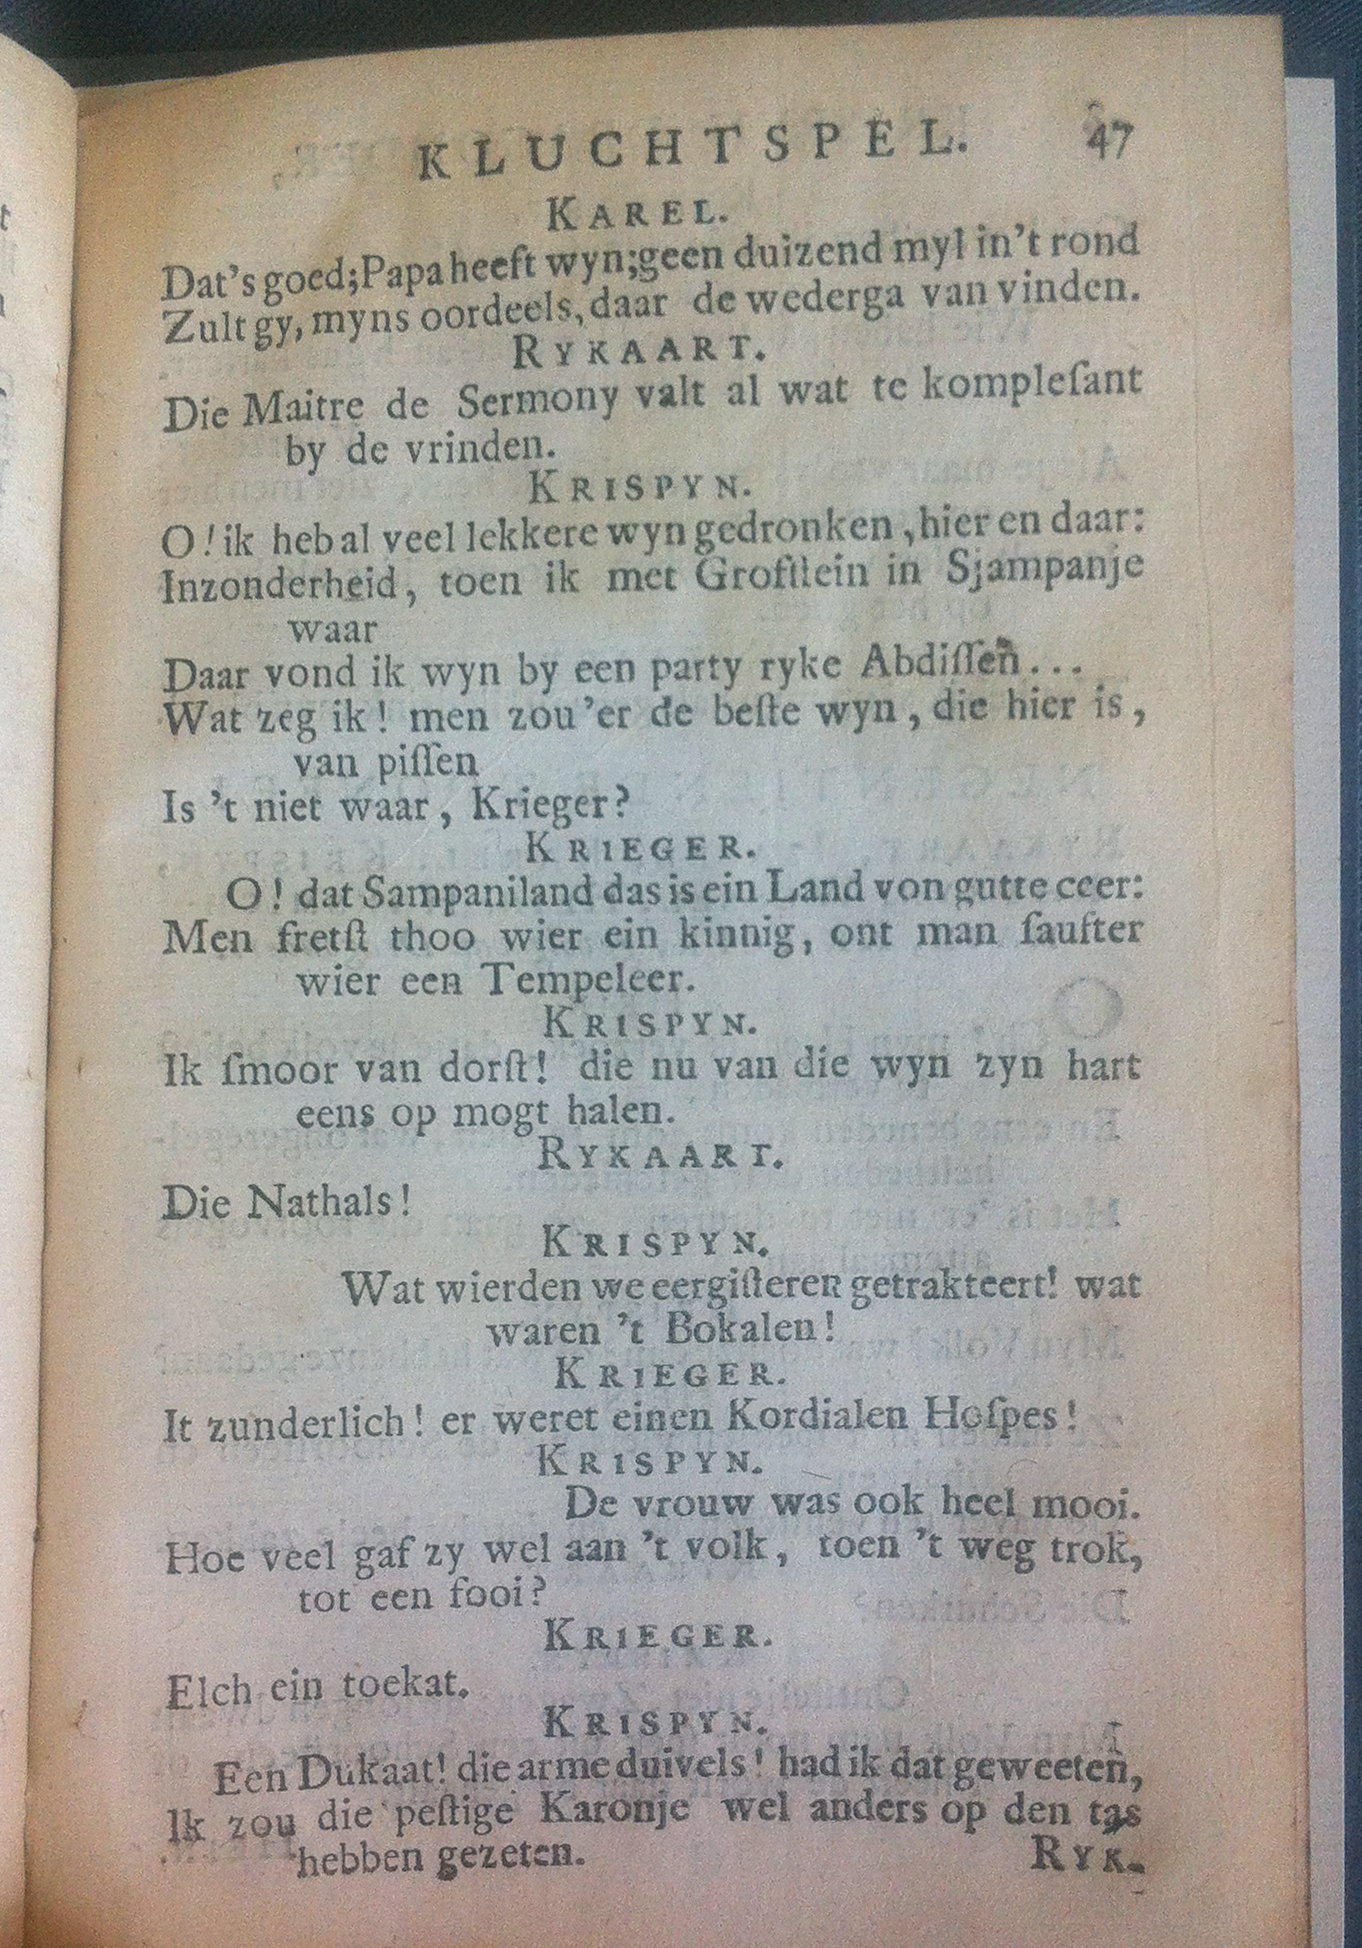 KLUCHTSPEL. 47
KAREL.
Dat's goed; Papa heeft wyn; geen duizend myl in't rond
Zult gy, myns oordeels, daar de wederga van vinden.
RYKAART.
Die Maitre de Sermony valt al wat te kompleſant
by de vrinden.
KRISPYN.
O! ik heb al veel lekkere wyn gedronken, hier en daar:
Inzonderheid, toen ik met Grofſtein in Sjampanje
waar
Daar vond ik wyn by een party ryke Abdiſſen...
Wat zeg ik! men zou 'er de beſte wyn, die hier is,
van piſſen
Is 't niet waar, Krieger?
KRIEGER.
O! dat Sampaniland das is ein Land von gutte ceer:
Men fretſt thoo wier ein kinnig, ont man ſaufter
wier een Tempeleer.
KRISPYN.
Ik ſmoor van dorſt! die nu van die wyn zyn hart
eens op mogt halen.
RYKAART.
Die Nathals!
KRISPYN.
Wat wierden we eergiſteren getrakteert! wat
waren 't Bokalen!
KRIEGER.
It zunderlich! er weret einen Kordialen Hoſpes!
KRISPYN.
De vrouw was ook heel mooi.
Hoe veel gaf zy wel aan 't volk, toen 't weg trok,
tot een fooi?
KRIEGER.
Elch ein toekat.
KRISPYN.
Een Dukaat! die arme duivels! had ik dat geweeten,
Ik zou die peſtige Karonje wel anders op den tas
hebben gezeten. RYK.